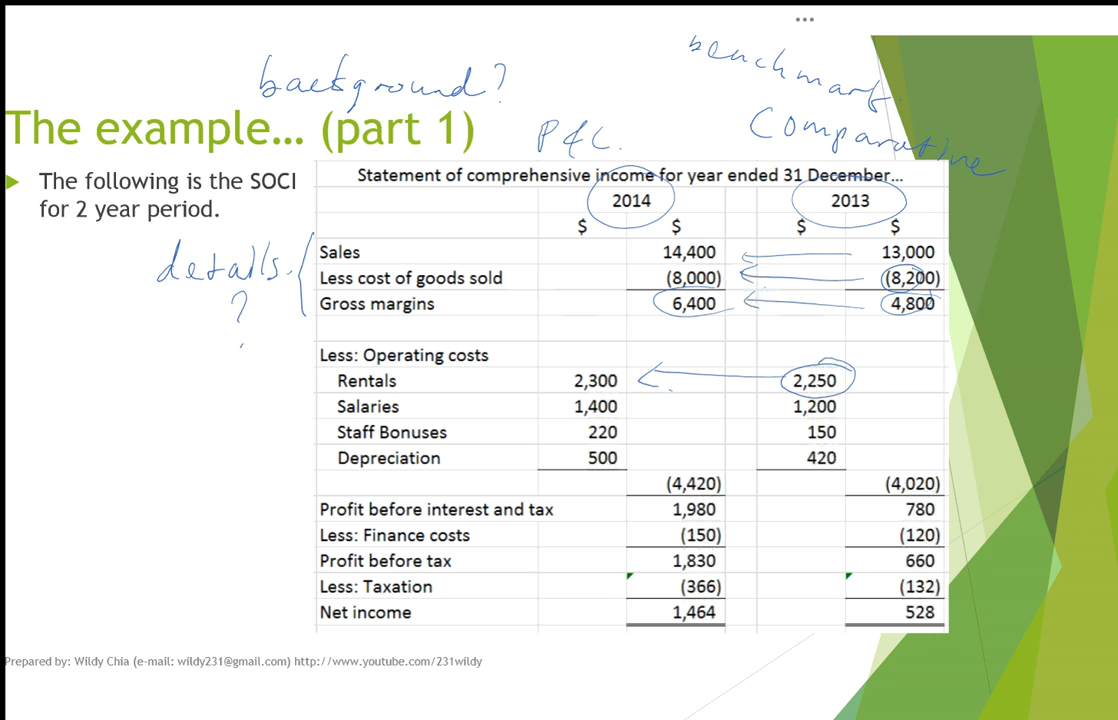 benchmark.
background?
The example... (part 1)
P&L.
Comparative
The following is the SOCI
for 2 year period.
details.
?
Statement of comprehensive income for year ended 31 December...
2014 2013
$ $ $ $
Sales 14,400 13,000
Less cost of goods sold (8,000) (8,200)
Gross margins 6,400 4,800
Less: Operating costs
Rentals 2,300 2,250
Salaries 1,400 1,200
Staff Bonuses 220 150
Depreciation 500 420
(4,420) (4,020)
Profit before interest and tax 1,980 780
Less: Finance costs (150) (120)
Profit before tax 1,830 660
Less: Taxation (366) (132)
Net income 1,464 528
Prepared by: Wildy Chia (e-mail: wildy231@gmail.com) http://www.youtube.com/231wildy